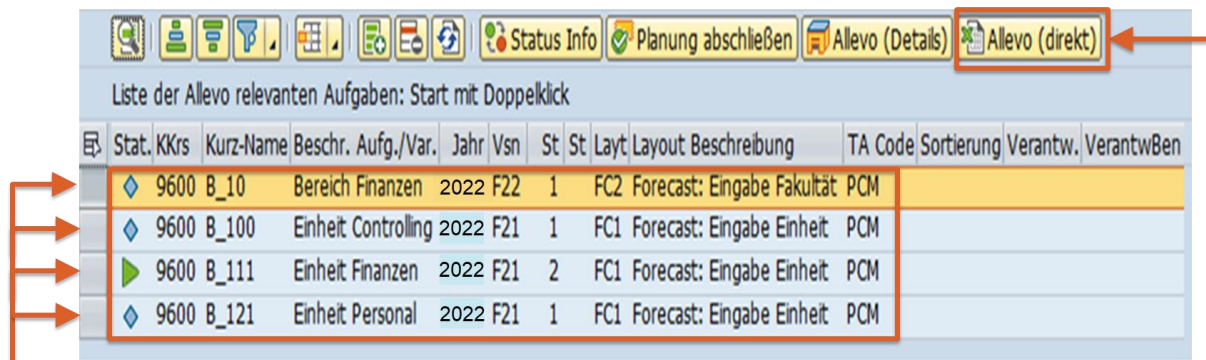 Status Info Planung abschließen Allevo (Details) Allevo (direkt)
Liste der Allevo relevanten Aufgaben: Start mit Doppelklick
Stat. KKrs Kurz-Name Beschr. Aufg./Var. Jahr Vsn St St Layt Layout Beschreibung TA Code Sortierung Verantw. VerantwBen
9600 B_10 Bereich Finanzen 2022 F22 1 FC2 Forecast: Eingabe Fakultät PCM
9600 B_100 Einheit Controlling 2022 F21 1 FC1 Forecast: Eingabe Einheit PCM
9600 B_111 Einheit Finanzen 2022 F21 2 FC1 Forecast: Eingabe Einheit PCM
9600 B_121 Einheit Personal 2022 F21 1 FC1 Forecast: Eingabe Einheit PCM